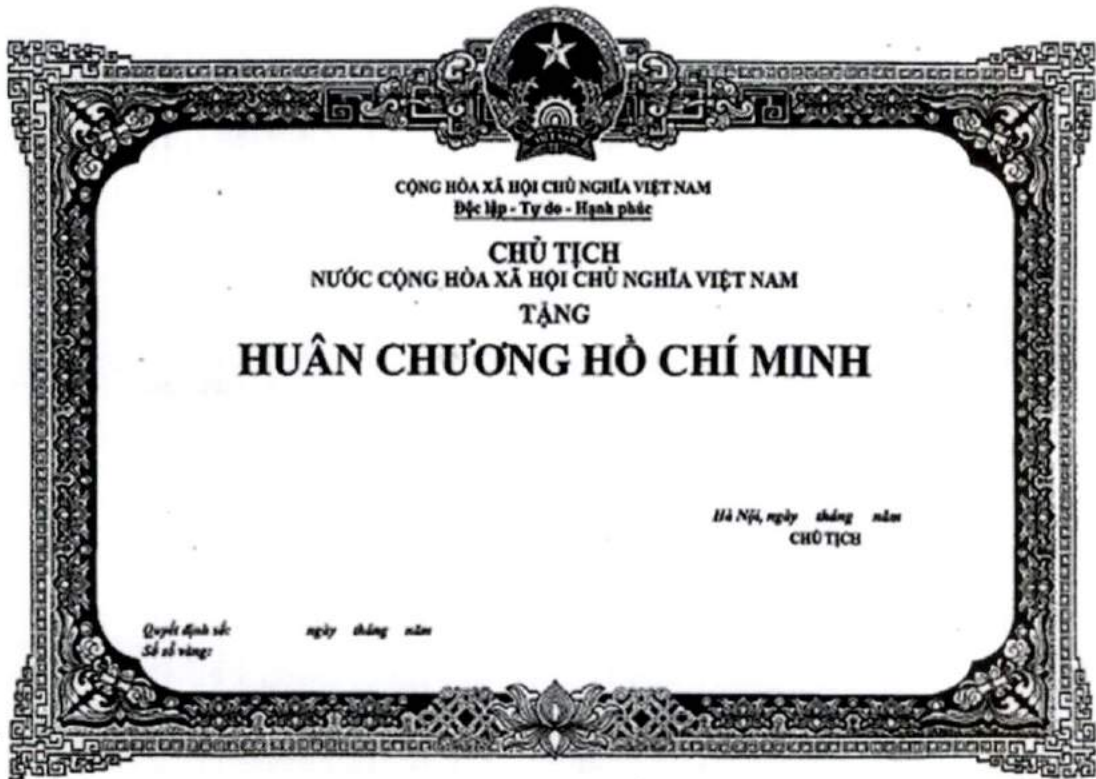 CỘNG HÒA XÃ HỘI CHỦ NGHĨA VIỆT NAM
Độc lập - Tự do - Hạnh phúc
CHỦ TỊCH
NƯỚC CỘNG HÒA XÃ HỘI CHỦ NGHĨA VIỆT NAM
TẶNG
HUÂN CHƯƠNG HỒ CHÍ MINH
Hà Nội, ngày tháng năm
CHỦ TỊCH
Quyết định số: ngày tháng năm
Số sổ vàng: